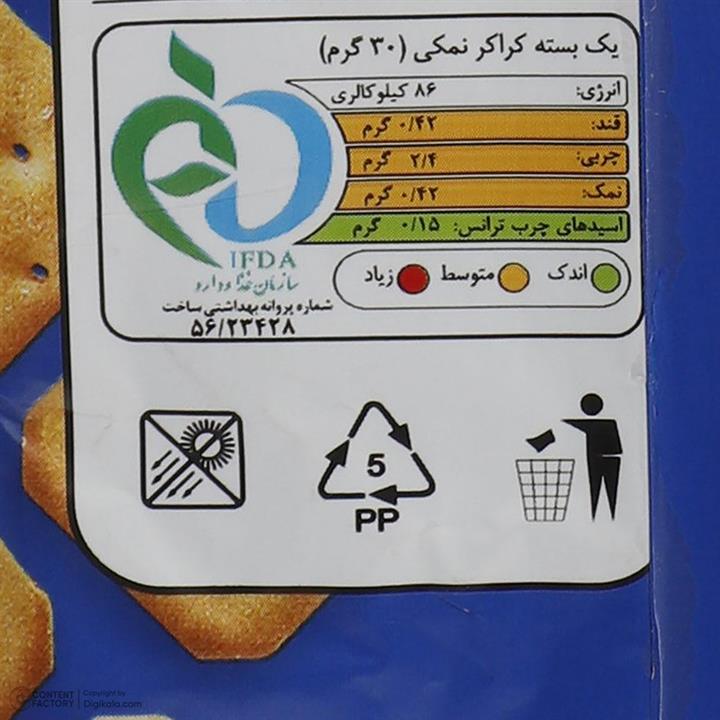 یک بسته کراکر نمکی (۳۰ گرم)
انرژی: ۸۶ کیلوکالری
قند: ۰/۴۲ گرم
چربی: ۲/۴ گرم
نمک: ۰/۴۲ گرم
اسیدهای چرب ترانس: ۰/۱۵ گرم
اندک متوسط زیاد
IFDA
سازمان غذا و دارو
شماره پروانه بهداشتی ساخت
۵۶/۲۳۴۲۸
5
PP
CONTENT FACTORY
Copyright by
Digikala.com